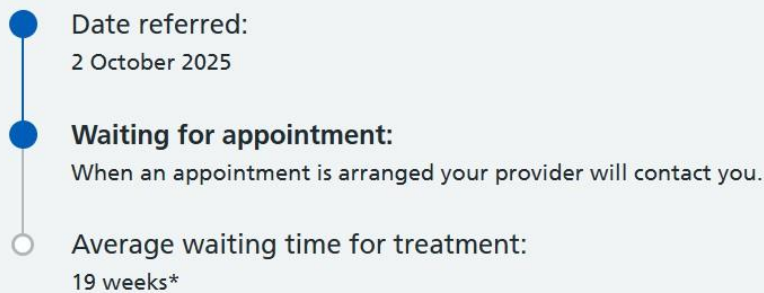 Date referred:
2 October 2025
Waiting for appointment:
When an appointment is arranged your provider will contact you.
Average waiting time for treatment:
19 weeks*